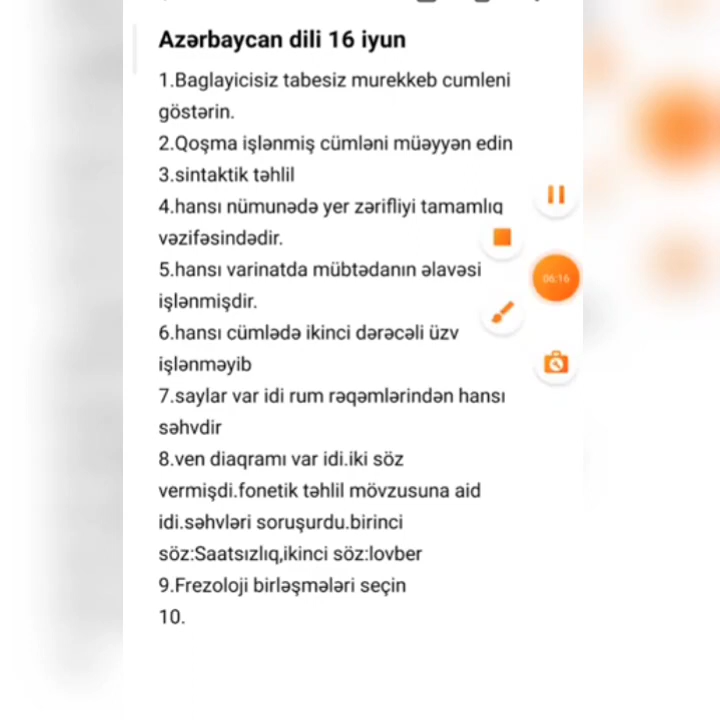 Azərbaycan dili 16 iyun
1.Baglayicisiz tabesiz murekkeb cumleni
göstərin.
2.Qoşma işlənmiş cümləni müəyyən edin
3.sintaktik təhlil
4.hansı nümunədə yer zərifliyi tamamlıq
vəzifəsindədir.
5.hansı varinatda mübtədanın əlavəsi
işlənmişdir.
6.hansı cümlədə ikinci dərəcəli üzv
işlənməyib
7.saylar var idi rum rəqəmlərindən hansı
səhvdir
8.ven diaqramı var idi.iki söz
vermişdi.fonetik təhlil mövzusuna aid
idi.səhvləri soruşurdu.birinci
söz:Saatsızlıq,ikinci söz:lovber
9.Frezoloji birləşmələri seçin
10.
06:16